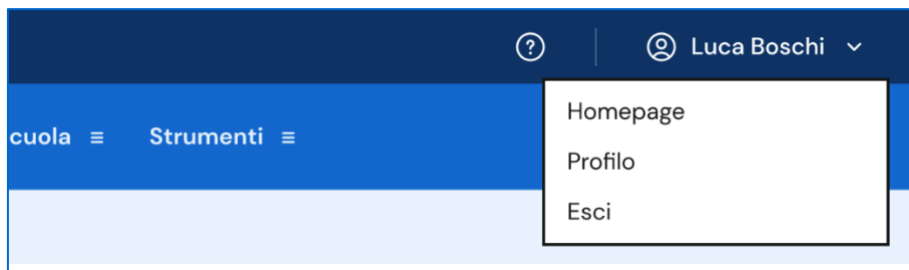 Luca Boschi
cuola Strumenti
Homepage
Profilo
Esci